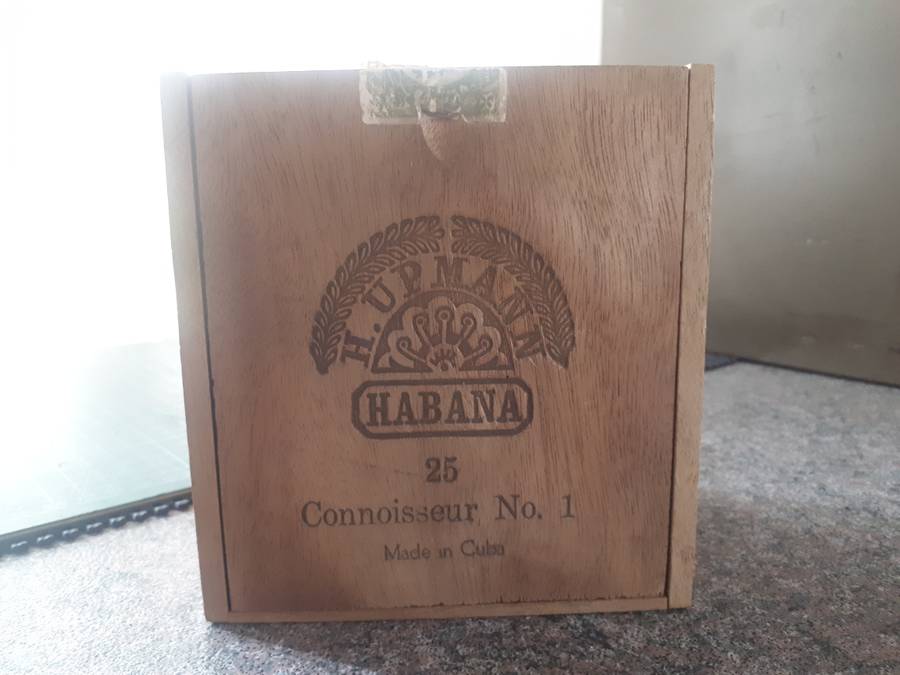 H. UPMANN
HABANA
25
Connoisseur No. 1
Made in Cuba